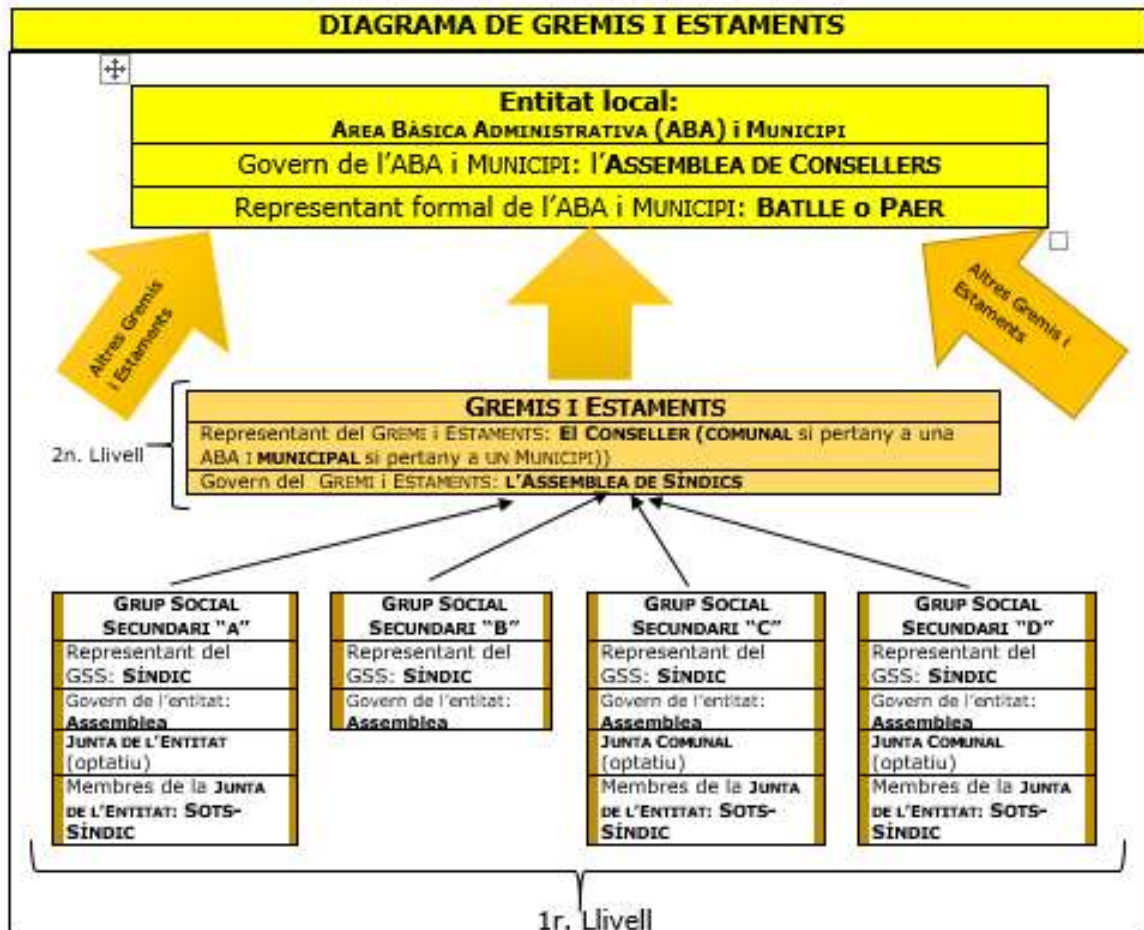 DIAGRAMA DE GREMIS I ESTAMENTS
Entitat local:
AREA BÀSICA ADMINISTRATIVA (ABA) i MUNICIPI
Govern de l'ABA i MUNICIPI: l'ASSEMBLEA DE CONSELLERS
Representant formal de l'ABA i MUNICIPI: BATLLE o PAER
Altres Gremis
i Estaments
Altres Gremis i
Estaments
2n. Llivell
GREMIS I ESTAMENTS
Representant del GREMI i ESTAMENTS: El CONSELLER (COMUNAL si pertany a una
ABA I MUNICIPAL si pertany a UN MUNICIPI))
Govern del GREMI i ESTAMENTS: L'ASSEMBLEA DE SÍNDICS
GRUP SOCIAL
SECUNDARI "A"
Representant del
GSS: SÍNDIC
Govern de l'entitat:
Assemblea
JUNTA DE L'ENTITAT
(optatiu)
Membres de la JUNTA
DE L'ENTITAT: SOTS-
SÍNDIC
GRUP SOCIAL
SECUNDARI "B"
Representant del
GSS: SÍNDIC
Govern de l'entitat:
Assemblea
GRUP SOCIAL
SECUNDARI "C"
Representant del
GSS: SÍNDIC
Govern de l'entitat:
Assemblea
JUNTA COMUNAL
(optatiu)
Membres de la JUNTA
DE L'ENTITAT: SOTS-
SÍNDIC
GRUP SOCIAL
SECUNDARI "D"
Representant del
GSS: SÍNDIC
Govern de l'entitat:
Assemblea
JUNTA COMUNAL
(optatiu)
Membres de la JUNTA
DE L'ENTITAT: SOTS-
SÍNDIC
1r. Llivell